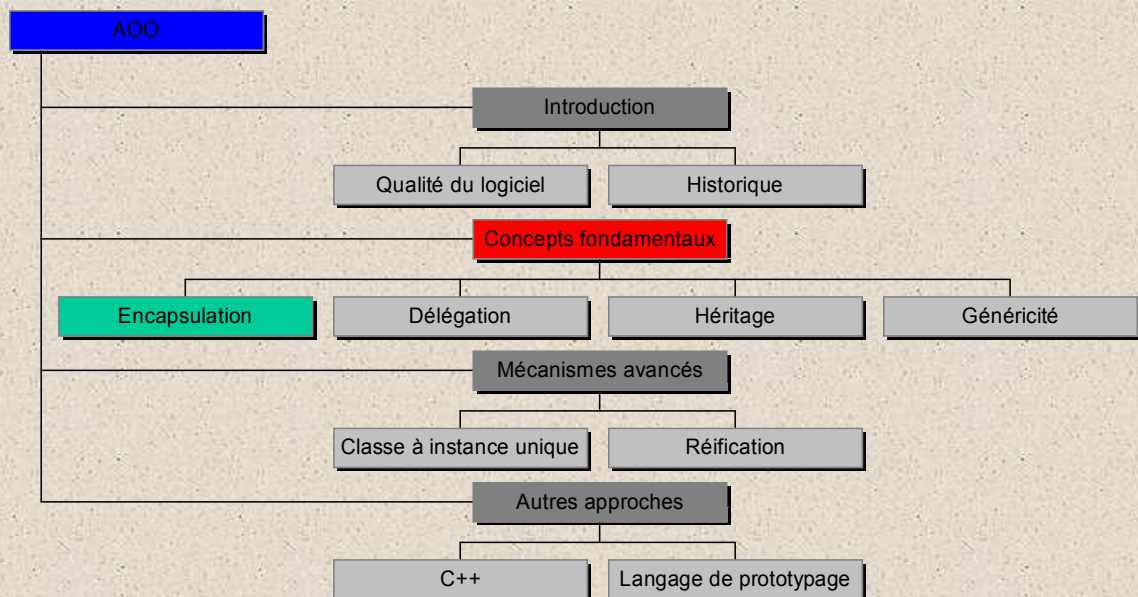 AOO
Introduction
Qualité du logiciel
Historique
Concepts fondamentaux
Encapsulation
Délégation
Héritage
Généricité
Mécanismes avancés
Classe à instance unique
Réification
Autres approches
C++
Langage de prototypage